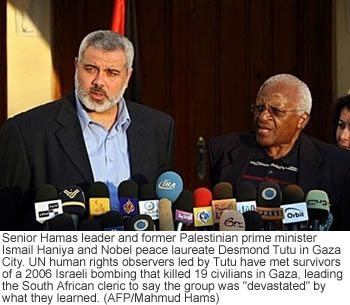 ICINA
Orbit
Senior Hamas leader and former Palestinian prime minister
Ismail Haniya and Nobel peace laureate Desmond Tutu in Gaza
City. UN human rights observers led by Tutu have met survivors
of a 2006 Israeli bombing that killed 19 civilians in Gaza, leading
the South African cleric to say the group was "devastated" by
what they learned. (AFP/Mahmud Hams)